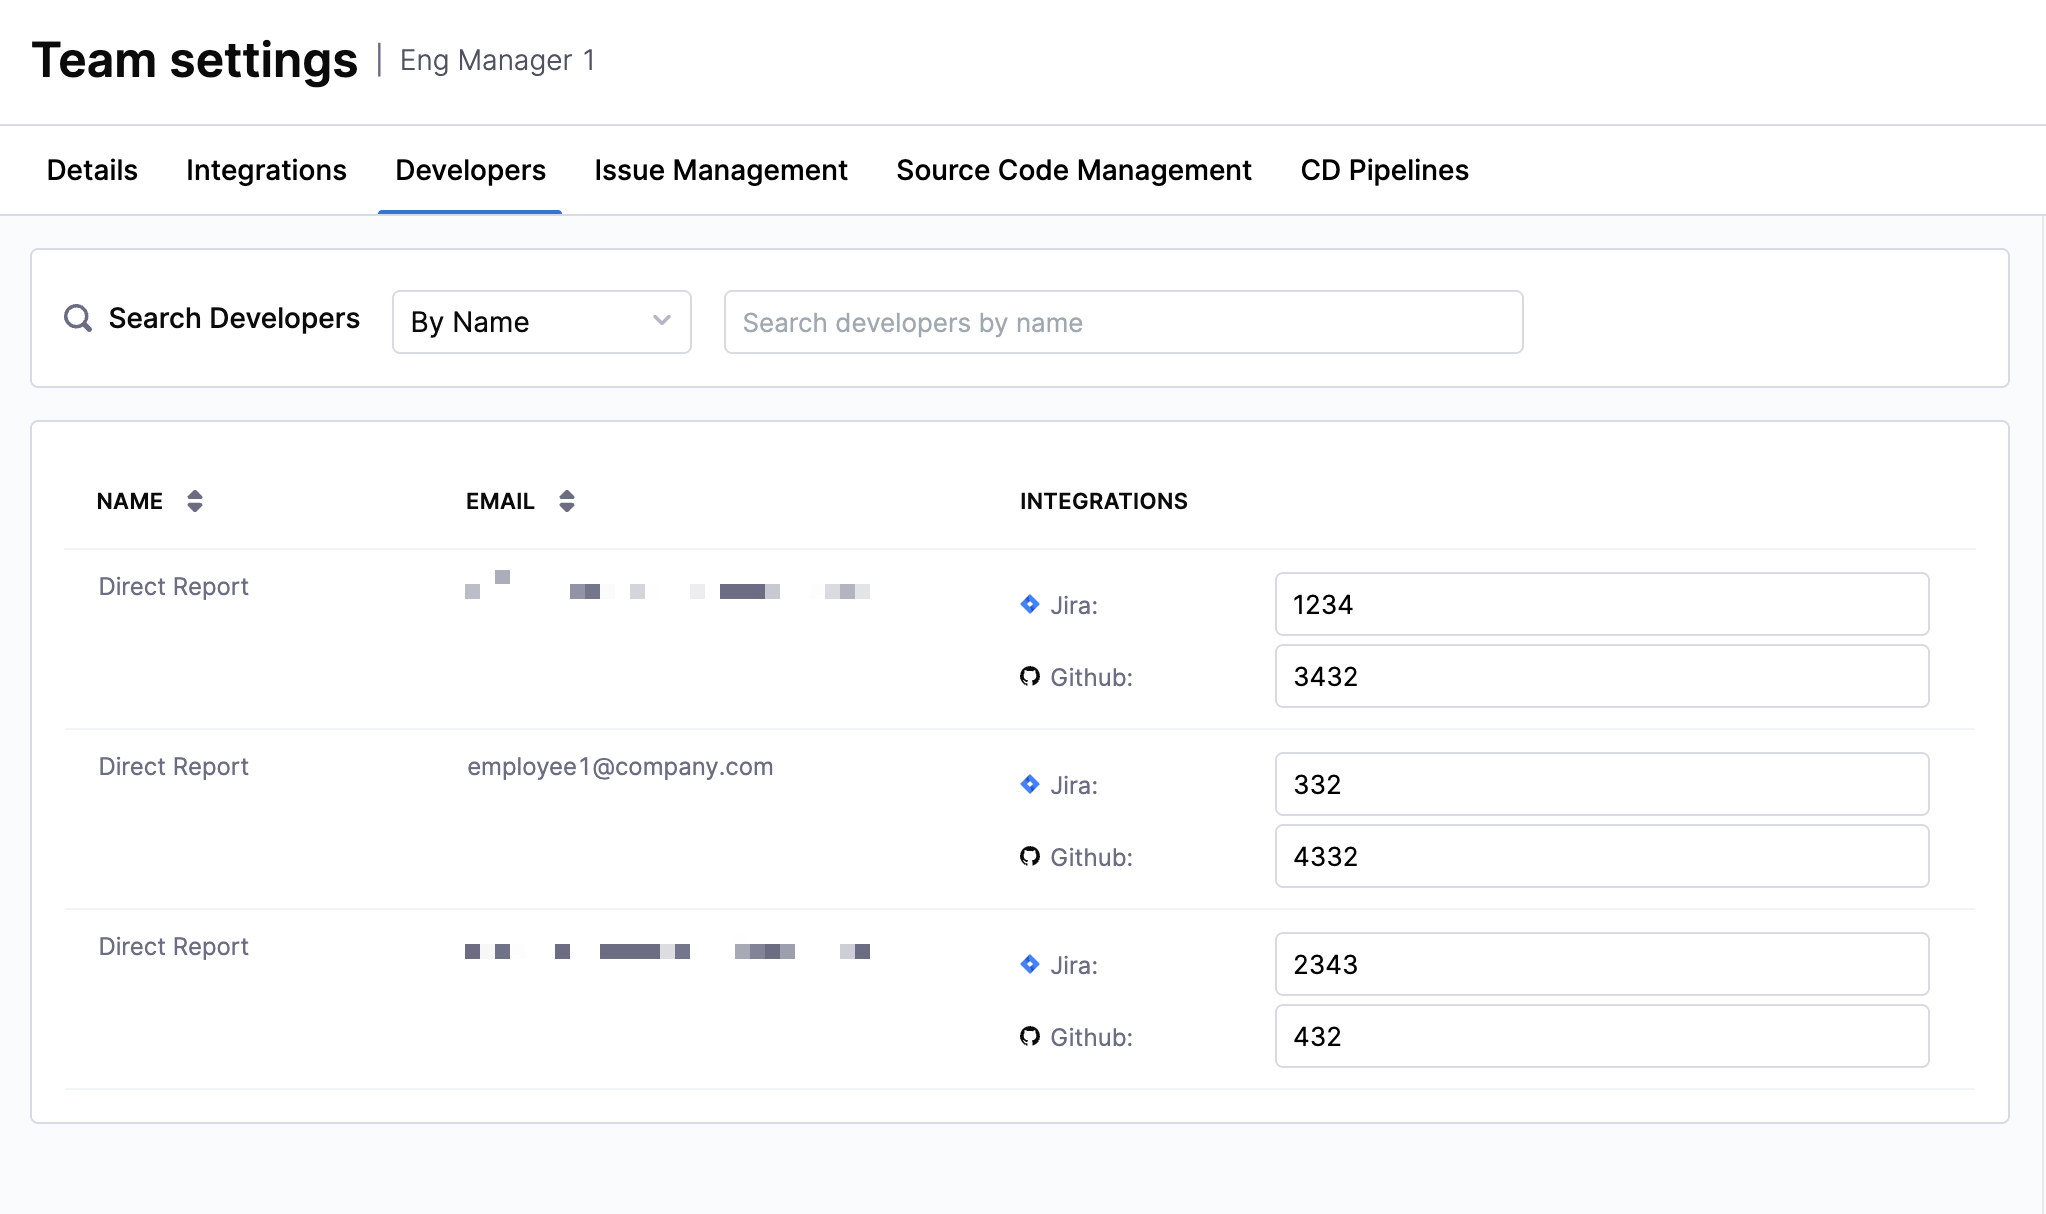 Team settings | Eng Manager 1
Details Integrations Developers Issue Management Source Code Management CD Pipelines
Search Developers By Name Search developers by name
NAME EMAIL INTEGRATIONS
Direct Report Jira: 1234
Github: 3432
Direct Report employee1@company.com Jira: 332
Github: 4332
Direct Report Jira: 2343
Github: 432